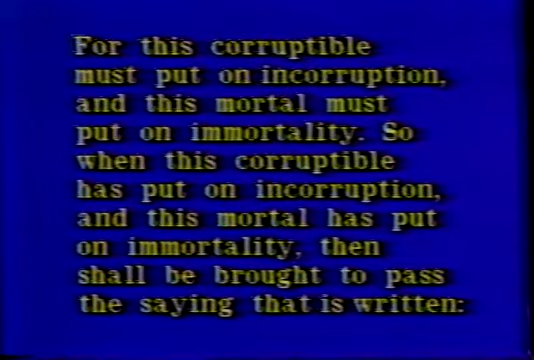 For this corruptible
must put on incorruption,
and this mortal must
put on immortality. So
when this corruptible
has put on incorruption,
and this mortal has put
on immortality, then
shall be brought to pass
the saying that is written: